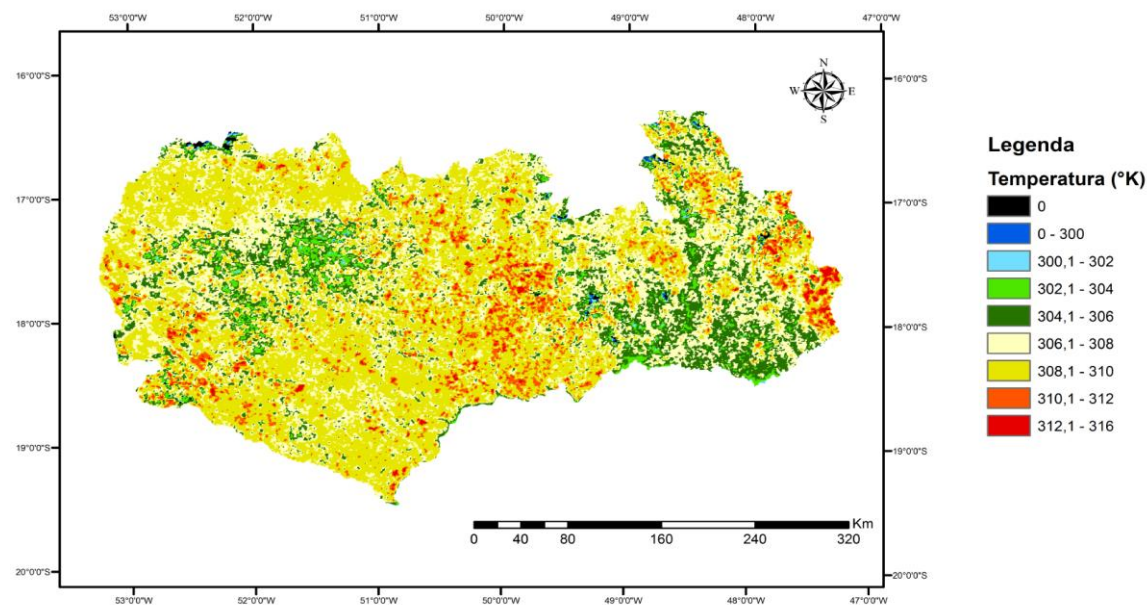 53°0'0"W 52°0'0"W 51°0'0"W 50°0'0"W 49°0'0"W 48°0'0"W 47°0'0"W
16°0'0"S 16°0'0"S
17°0'0"S 17°0'0"S
18°0'0"S 18°0'0"S
19°0'0"S 19°0'0"S
20°0'0"S 20°0'0"S
N
W E
S
Km
0 40 80 160 240 320
53°0'0"W 52°0'0"W 51°0'0"W 50°0'0"W 49°0'0"W 48°0'0"W 47°0'0"W
Legenda
Temperatura (°K)
0
0 - 300
300,1 - 302
302,1 - 304
304,1 - 306
306,1 - 308
308,1 - 310
310,1 - 312
312,1 - 316